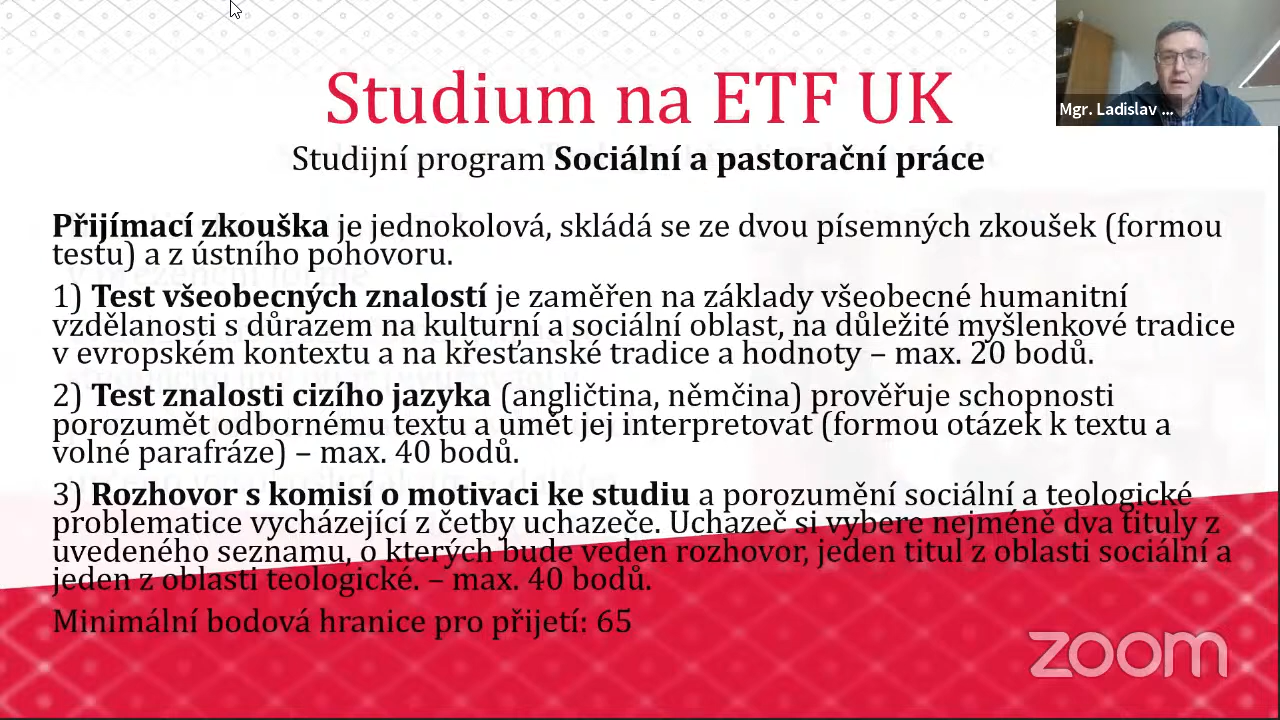 Studium na ETF UK
Mgr. Ladislav ...
Studijní program Sociální a pastorační práce
Přijímací zkouška je jednokolová, skládá se ze dvou písemných zkoušek (formou
testu) a z ústního pohovoru.
1) Test všeobecných znalostí je zaměřen na základy všeobecné humanitní
vzdělanosti s důrazem na kulturní a sociální oblast, na důležité myšlenkové tradice
v evropském kontextu a na křesťanské tradice a hodnoty – max. 20 bodů.
2) Test znalosti cizího jazyka (angličtina, němčina) prověřuje schopnosti
porozumět odbornému textu a umět jej interpretovat (formou otázek k textu a
volné parafráze) – max. 40 bodů.
3) Rozhovor s komisí o motivaci ke studiu a porozumění sociální a teologické
problematice vycházející z četby uchazeče. Uchazeč si vybere nejméně dva tituly z
uvedeného seznamu, o kterých bude veden rozhovor, jeden titul z oblasti sociální a
jeden z oblasti teologické. – max. 40 bodů.
Minimální bodová hranice pro přijetí: 65
zoom